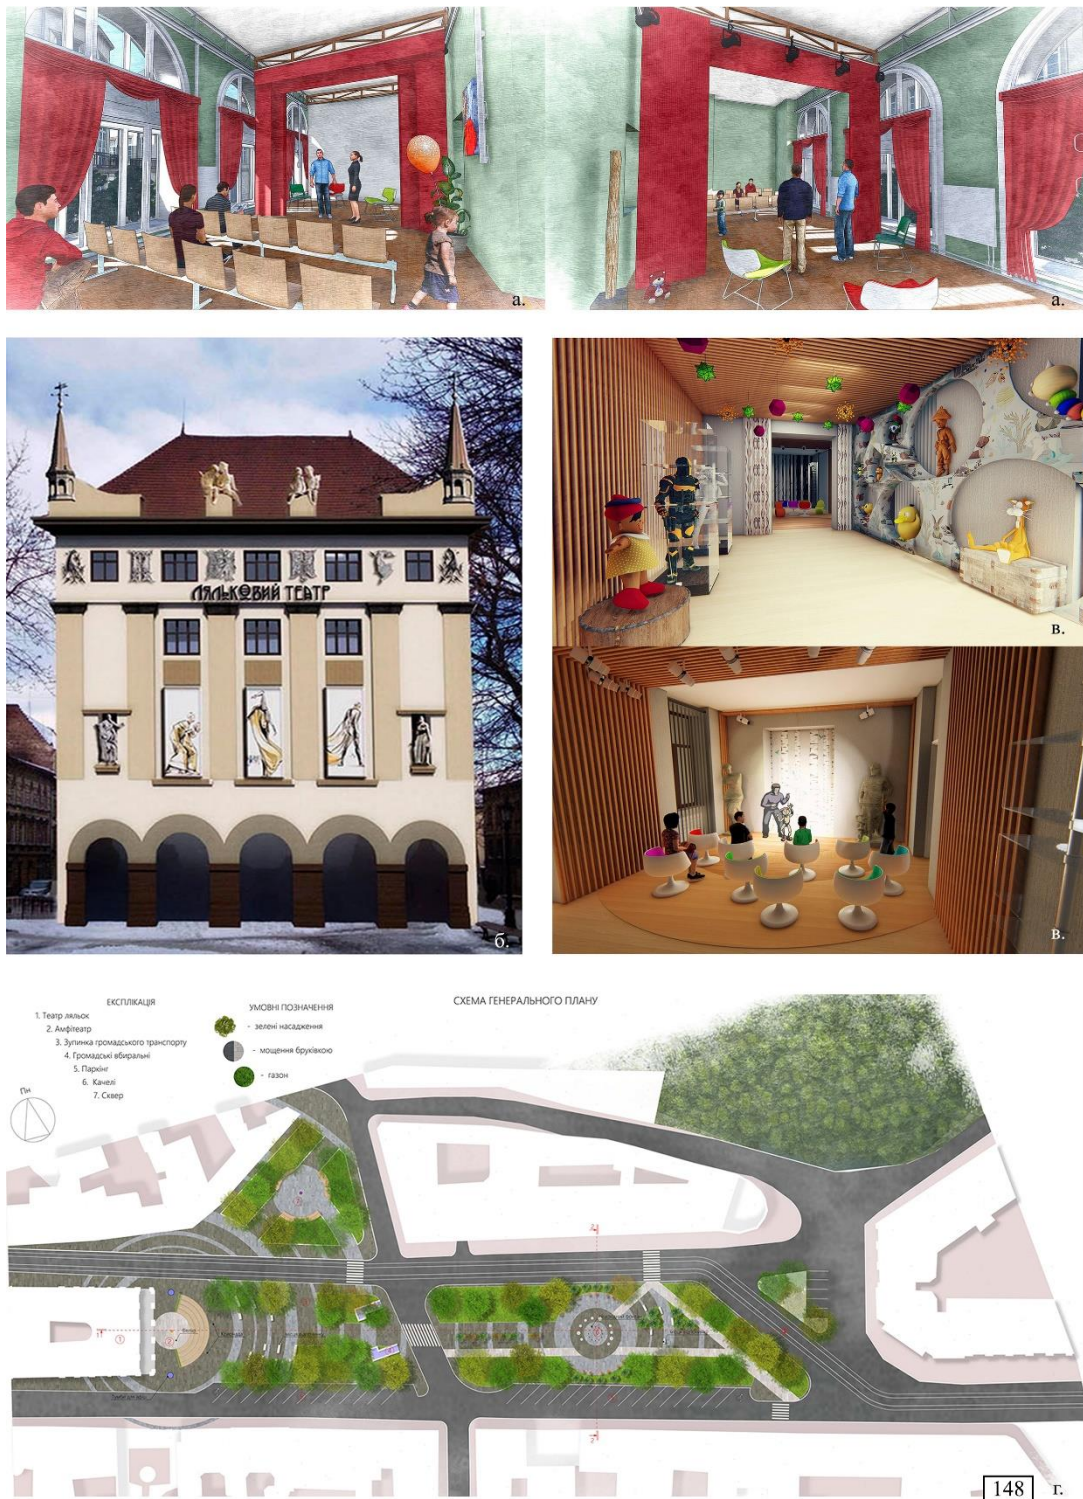 а.
а.
ЛЯЛЬКОВИЙ ТЕАТР
б.
в.
в.
ЕКСПЛІКАЦІЯ
1. Театр ляльок
2. Амфітеатр
3. Зупинка громадського транспорту
4. Громадські вбиральні
5. Паркінг
6. Качелі
7. Сквер
УМОВНІ ПОЗНАЧЕННЯ
- зелені насадження
- мощення бруківкою
- газон
СХЕМА ГЕНЕРАЛЬНОГО ПЛАНУ
Пн
148
г.